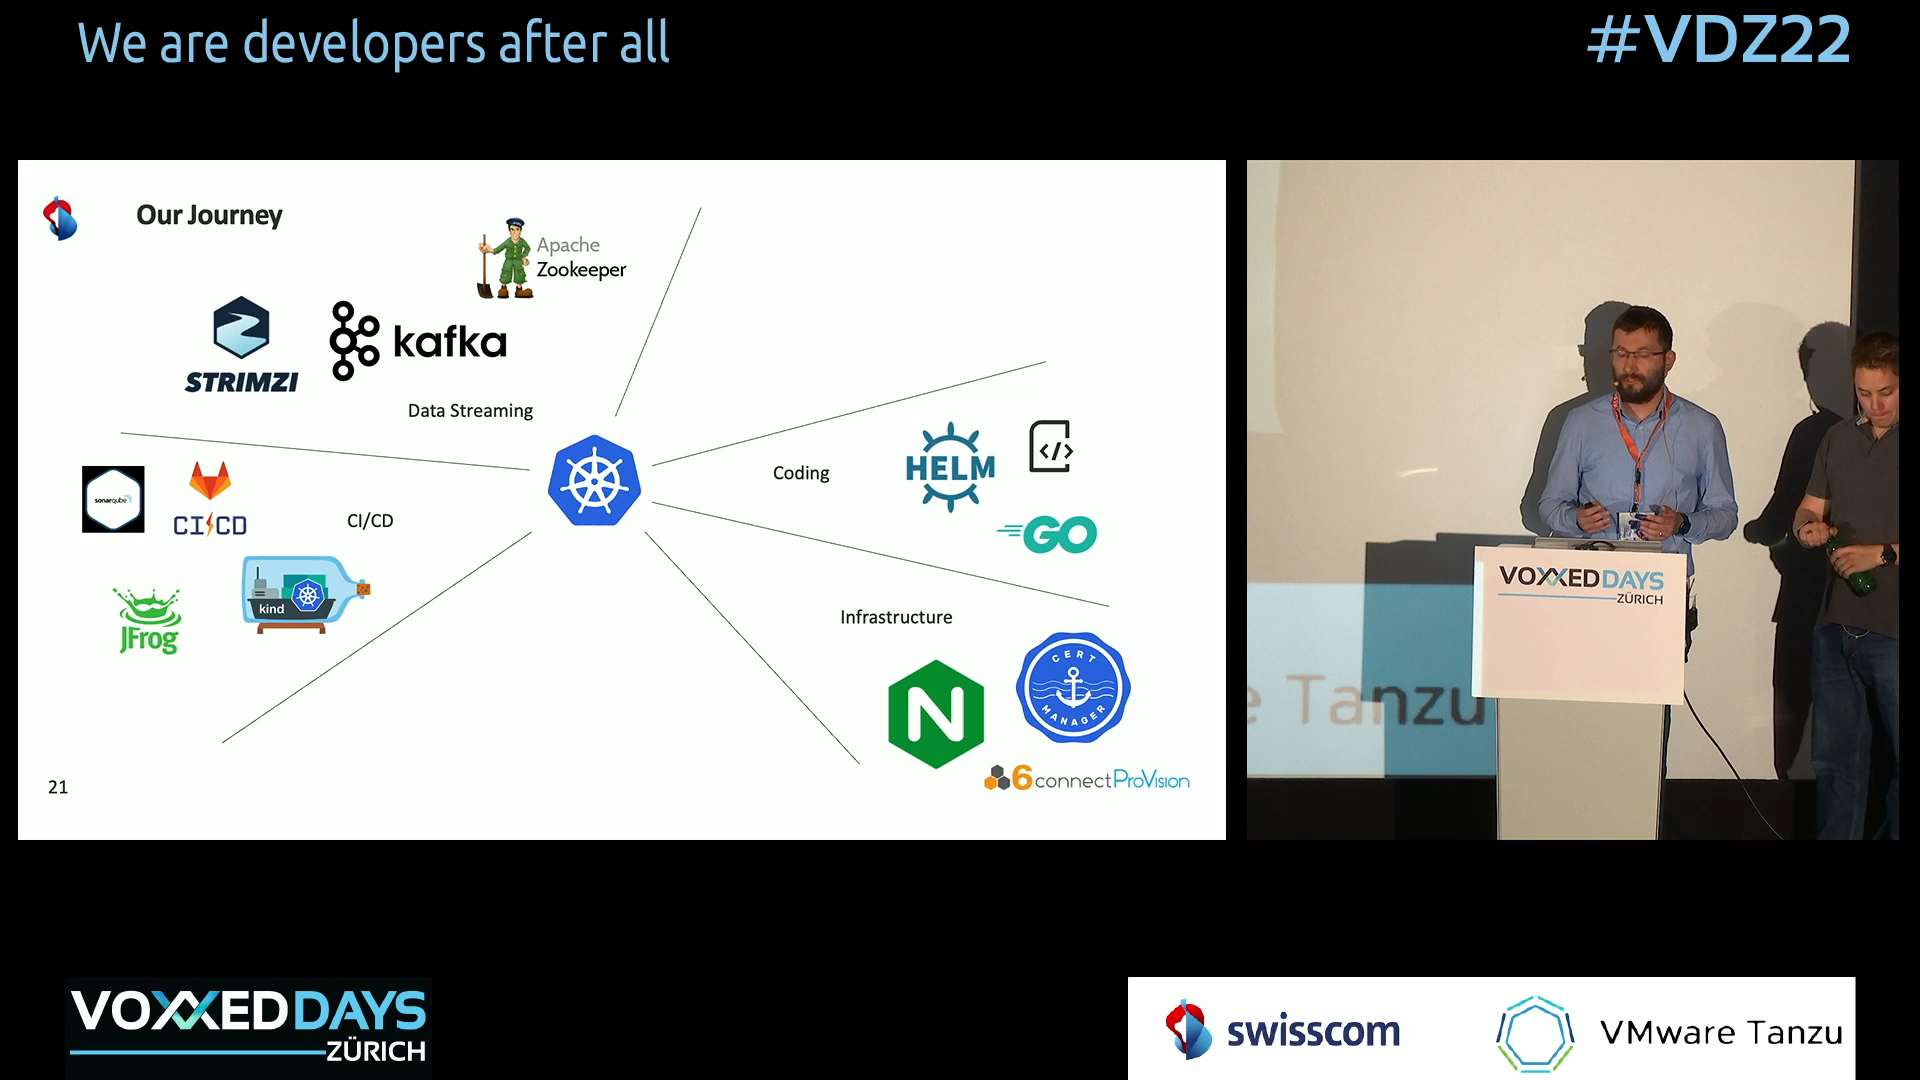 We are developers after all
#VDZ22
Our Journey
Apache
Zookeeper
STRIMZI
kafka
Data Streaming
sonarqube
CI/CD
CI/CD
kind
JFrog
Coding
HELM
</>
GO
Infrastructure
CERT
MANAGER
N
6connect ProVision
21
VOXXED DAYS
ZÜRICH
e Tanzu
VOXXED DAYS
ZÜRICH
swisscom
VMware Tanzu